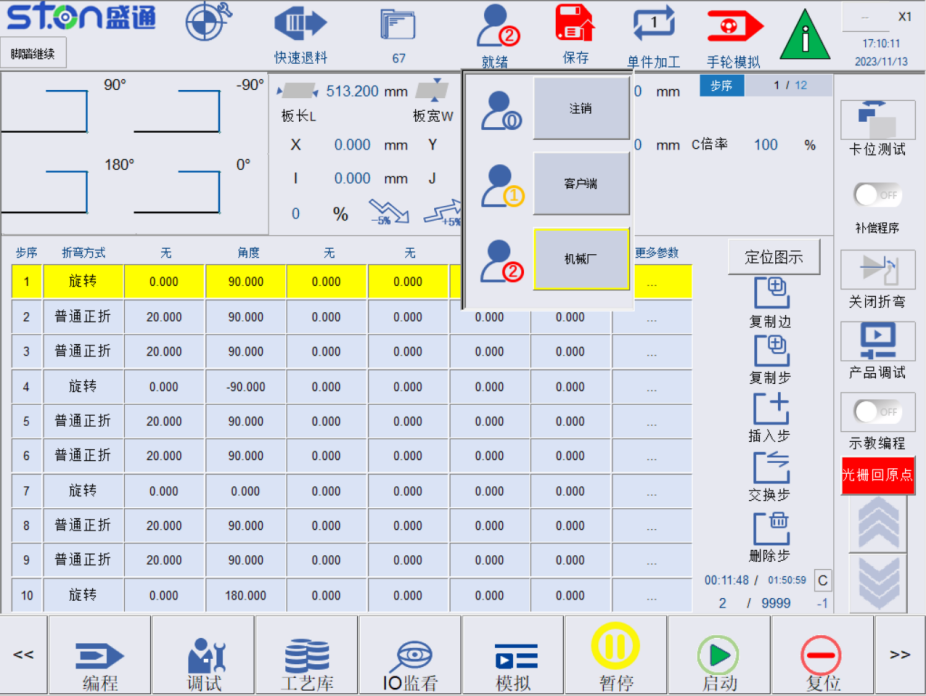 STON盛通
脚踹继续
快速退料
67
2
就绪
保存
1
单件加工
手轮模拟
X1
17:10:11
2023/11/13
90°
-90°
180°
0°
513.200 mm
板长L
板宽W
X 0.000 mm Y
I 0.000 mm J
0 %
-5%
+5%
0 mm
步序 1 / 12
0 mm C倍率 100 %
0 注销
1 客户端
2 机械厂
卡位测试
OFF
补偿程序
关闭折弯
产品调试
OFF
示教编程
光栅回原点
步序 折弯方式 无 角度 无 无 更多参数
1 旋转 0.000 90.000 0.000 0.000 ...
2 普通正折 20.000 90.000 0.000 0.000 0.000 0.000 ...
3 普通正折 20.000 90.000 0.000 0.000 0.000 0.000 ...
4 旋转 0.000 -90.000 0.000 0.000 0.000 0.000 ...
5 普通正折 20.000 90.000 0.000 0.000 0.000 0.000 ...
6 普通正折 20.000 90.000 0.000 0.000 0.000 0.000 ...
7 旋转 0.000 0.000 0.000 0.000 0.000 0.000 ...
8 普通正折 20.000 90.000 0.000 0.000 0.000 0.000 ...
9 普通正折 20.000 90.000 0.000 0.000 0.000 0.000 ...
10 旋转 0.000 180.000 0.000 0.000 0.000 0.000 ...
定位图示
复制边
复制步
插入步
交换步
删除步
00:11:48 / 01:50:59 C
2 / 9999 -1
<<
编程
调试
工艺库
IO监看
模拟
暂停
启动
复位
>>